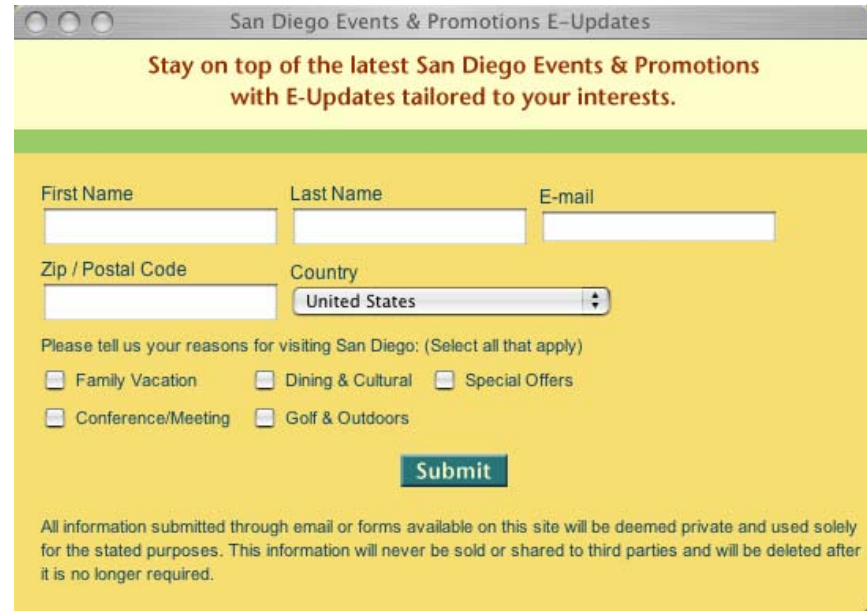 San Diego Events & Promotions E-Updates
Stay on top of the latest San Diego Events & Promotions
with E-Updates tailored to your interests.
First Name Last Name E-mail
Zip / Postal Code Country
United States
Please tell us your reasons for visiting San Diego: (Select all that apply)
Family Vacation Dining & Cultural Special Offers
Conference/Meeting Golf & Outdoors
Submit
All information submitted through email or forms available on this site will be deemed private and used solely
for the stated purposes. This information will never be sold or shared to third parties and will be deleted after
it is no longer required.